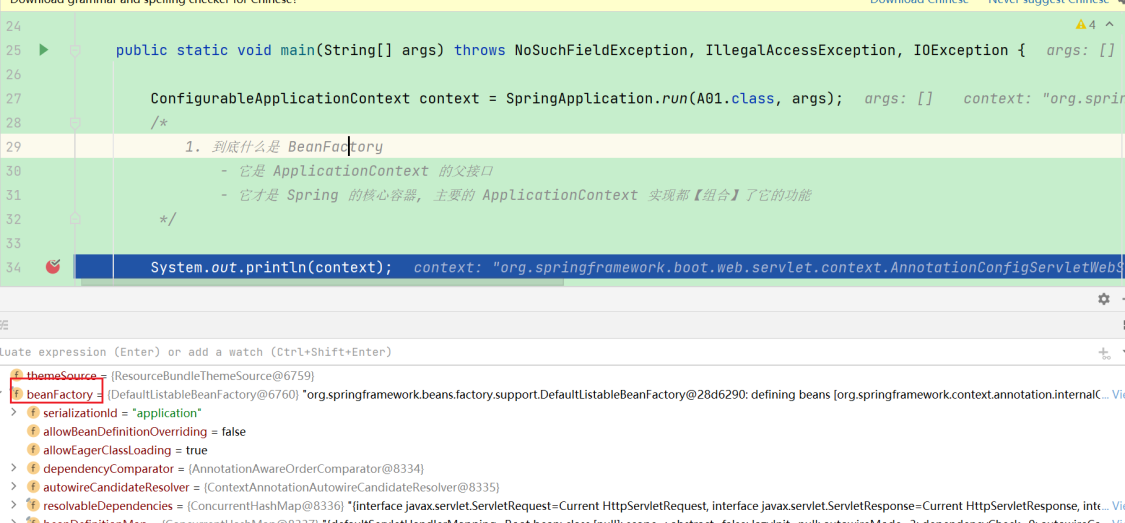 Download grammar and spelling checker for Chinese? Download Chinese Never suggest Chinese
24 4
25 public static void main(String[] args) throws NoSuchFieldException, IllegalAccessException, IOException { args: []
26
27 ConfigurableApplicationContext context = SpringApplication.run(A01.class, args); args: [] context: "org.sprin
28 /*
29 1. 到底什么是 BeanFactory
30 - 它是 ApplicationContext 的父接口
31 - 它才是 Spring 的核心容器, 主要的 ApplicationContext 实现都【组合】了它的功能
32 */
33
34 System.out.println(context); context: "org.springframework.boot.web.servlet.context.AnnotationConfigServletWebS
luate expression (Enter) or add a watch (Ctrl+Shift+Enter)
f themeSource = {ResourceBundleThemeSource@6759}
f beanFactory = {DefaultListableBeanFactory@6760} "org.springframework.beans.factory.support.DefaultListableBeanFactory@28d6290: defining beans [org.springframework.context.annotation.internalC... Vie
f serializationId = "application"
f allowBeanDefinitionOverriding = false
f allowEagerClassLoading = true
f dependencyComparator = {AnnotationAwareOrderComparator@8334}
f autowireCandidateResolver = {ContextAnnotationAutowireCandidateResolver@8335}
f resolvableDependencies = {ConcurrentHashMap@8336} "{interface javax.servlet.ServletRequest=Current HttpServletRequest, interface javax.servlet.ServletResponse=Current HttpServletResponse, inte... Vie